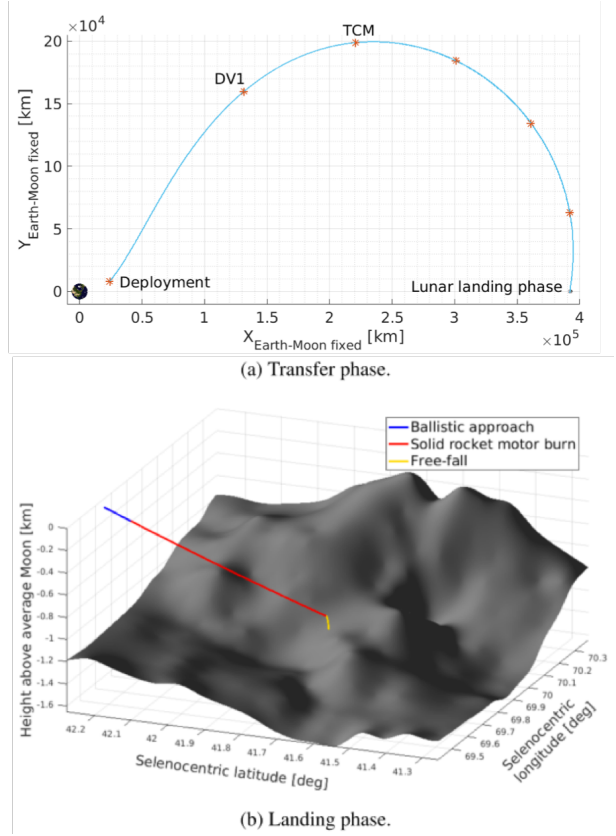 ×10⁴
20
15
10
5
0
Y Earth-Moon fixed [km]
TCM
DV1
Deployment
Lunar landing phase
0
0.5
1
1.5
2
2.5
3
3.5
4
×10⁵
X Earth-Moon fixed [km]
(a) Transfer phase.
Ballistic approach
Solid rocket motor burn
Free-fall
Height above average Moon [km]
0
-0.2
-0.4
-0.6
-0.8
-1
-1.2
-1.4
-1.6
42.2
42.1
42
41.9
41.8
41.7
41.6
41.5
41.4
41.3
Selenocentric latitude [deg]
70.3
70.2
70.1
70
69.9
69.8
69.6
69.5
Selenocentric
longitude [deg]
(b) Landing phase.